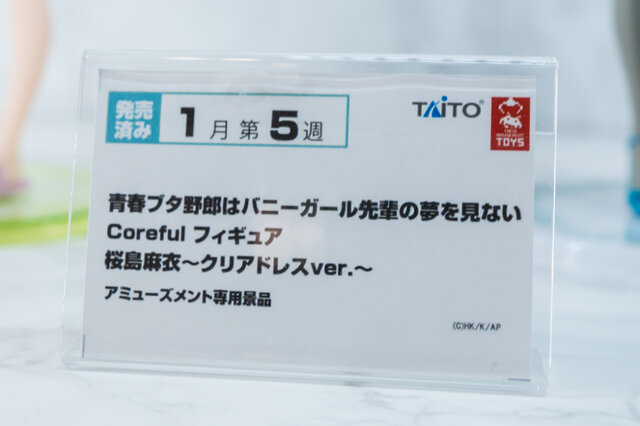 発売済み 1月第5週
TAITO®
TAITO AMUSEMENT TOYS
青春ブタ野郎はバニーガール先輩の夢を見ない
Coreful フィギュア
桜島麻衣~クリアドレスver.~
アミューズメント専用景品
(C)HK/K/AP